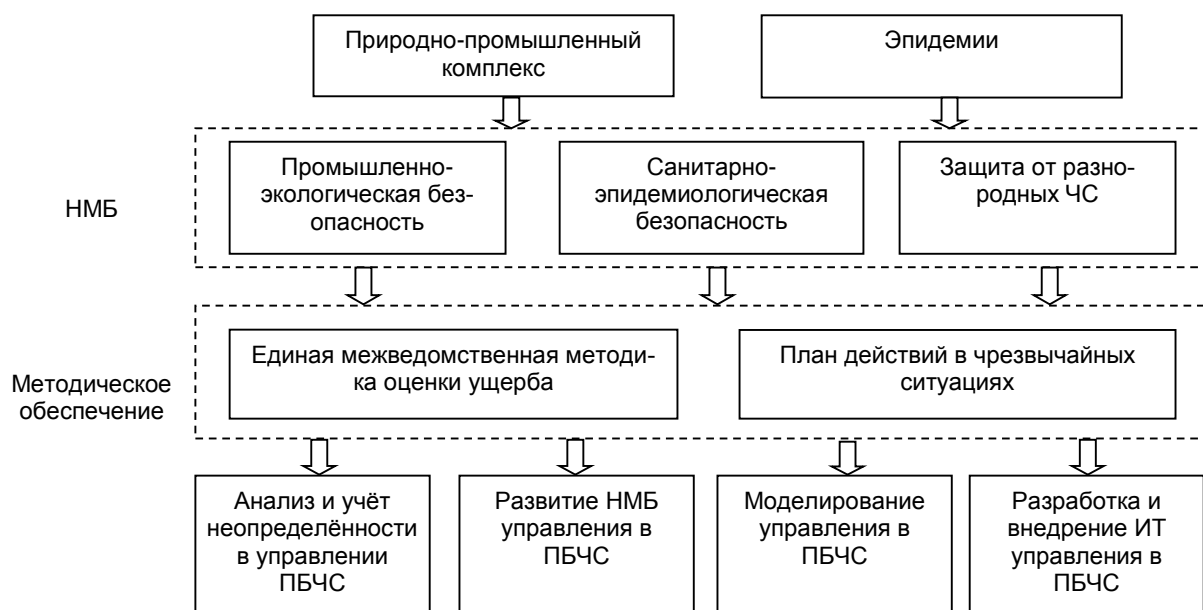 Природно-промышленный
комплекс
Эпидемии
НМБ
Промышленно-
экологическая без-
опасность
Санитарно-
эпидемиологическая
безопасность
Защита от разно-
родных ЧС
Методическое
обеспечение
Единая межведомственная методи-
ка оценки ущерба
План действий в чрезвычайных
ситуациях
Анализ и учёт
неопределённости
в управлении
ПБЧС
Развитие НМБ
управления в
ПБЧС
Моделирование
управления в
ПБЧС
Разработка и
внедрение ИТ
управления в
ПБЧС